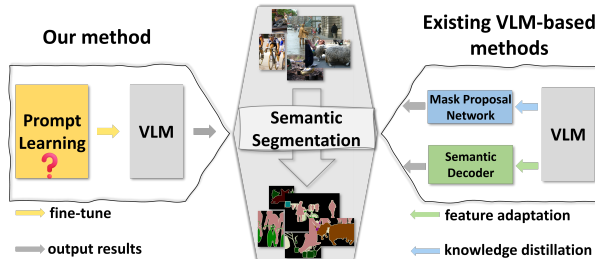 Our method
Prompt
Learning
❓
VLM
fine-tune
output results
Semantic
Segmentation
Existing VLM-based
methods
Mask Proposal
Network
Semantic
Decoder
VLM
feature adaptation
knowledge distillation